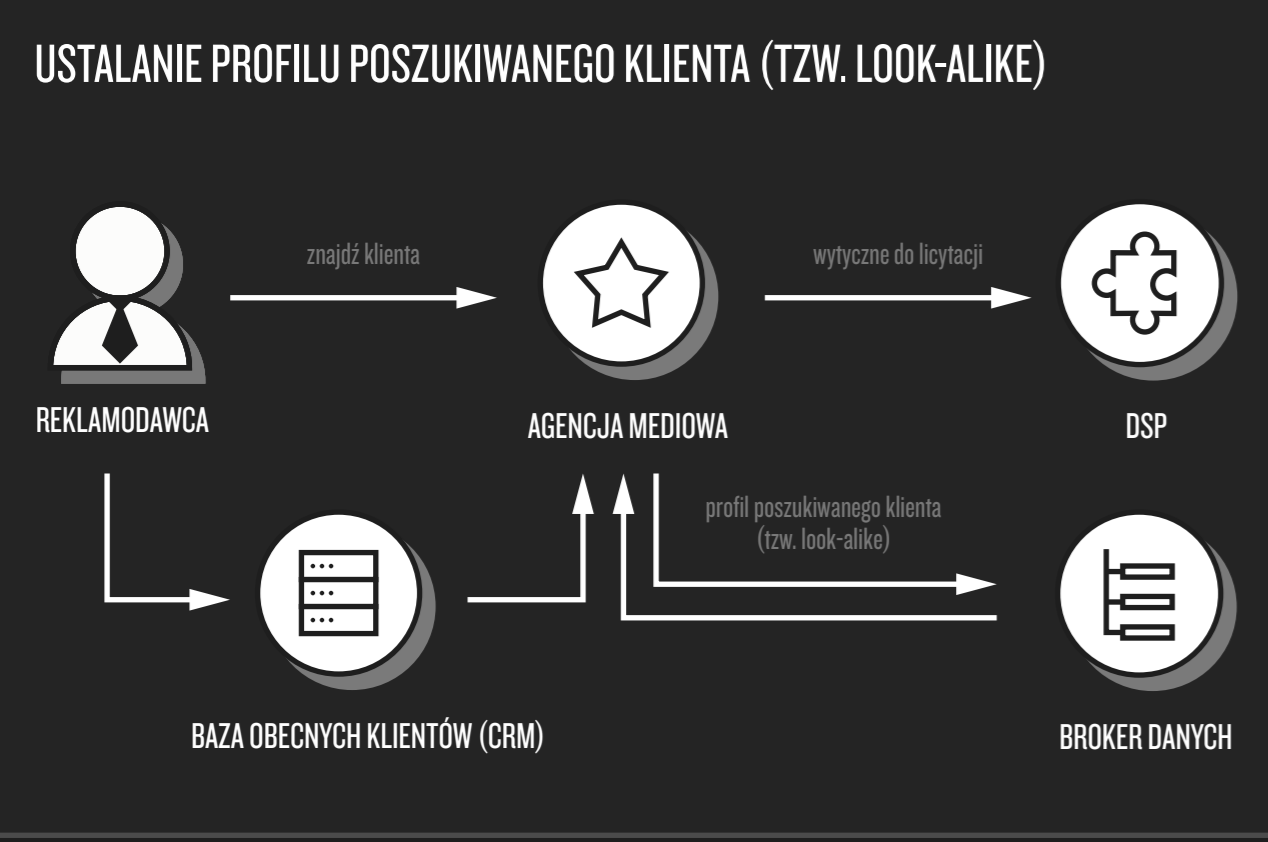 USTALANIE PROFILU POSZUKIWANEGO KLIENTA (TZW. LOOK-ALIKE)
znajdź klienta
wytyczne do licytacji
REKLAMODAWCA
AGENCJA MEDIOWA
DSP
profil poszukiwanego klienta
(tzw. look-alike)
BAZA OBECNYCH KLIENTÓW (CRM)
BROKER DANYCH